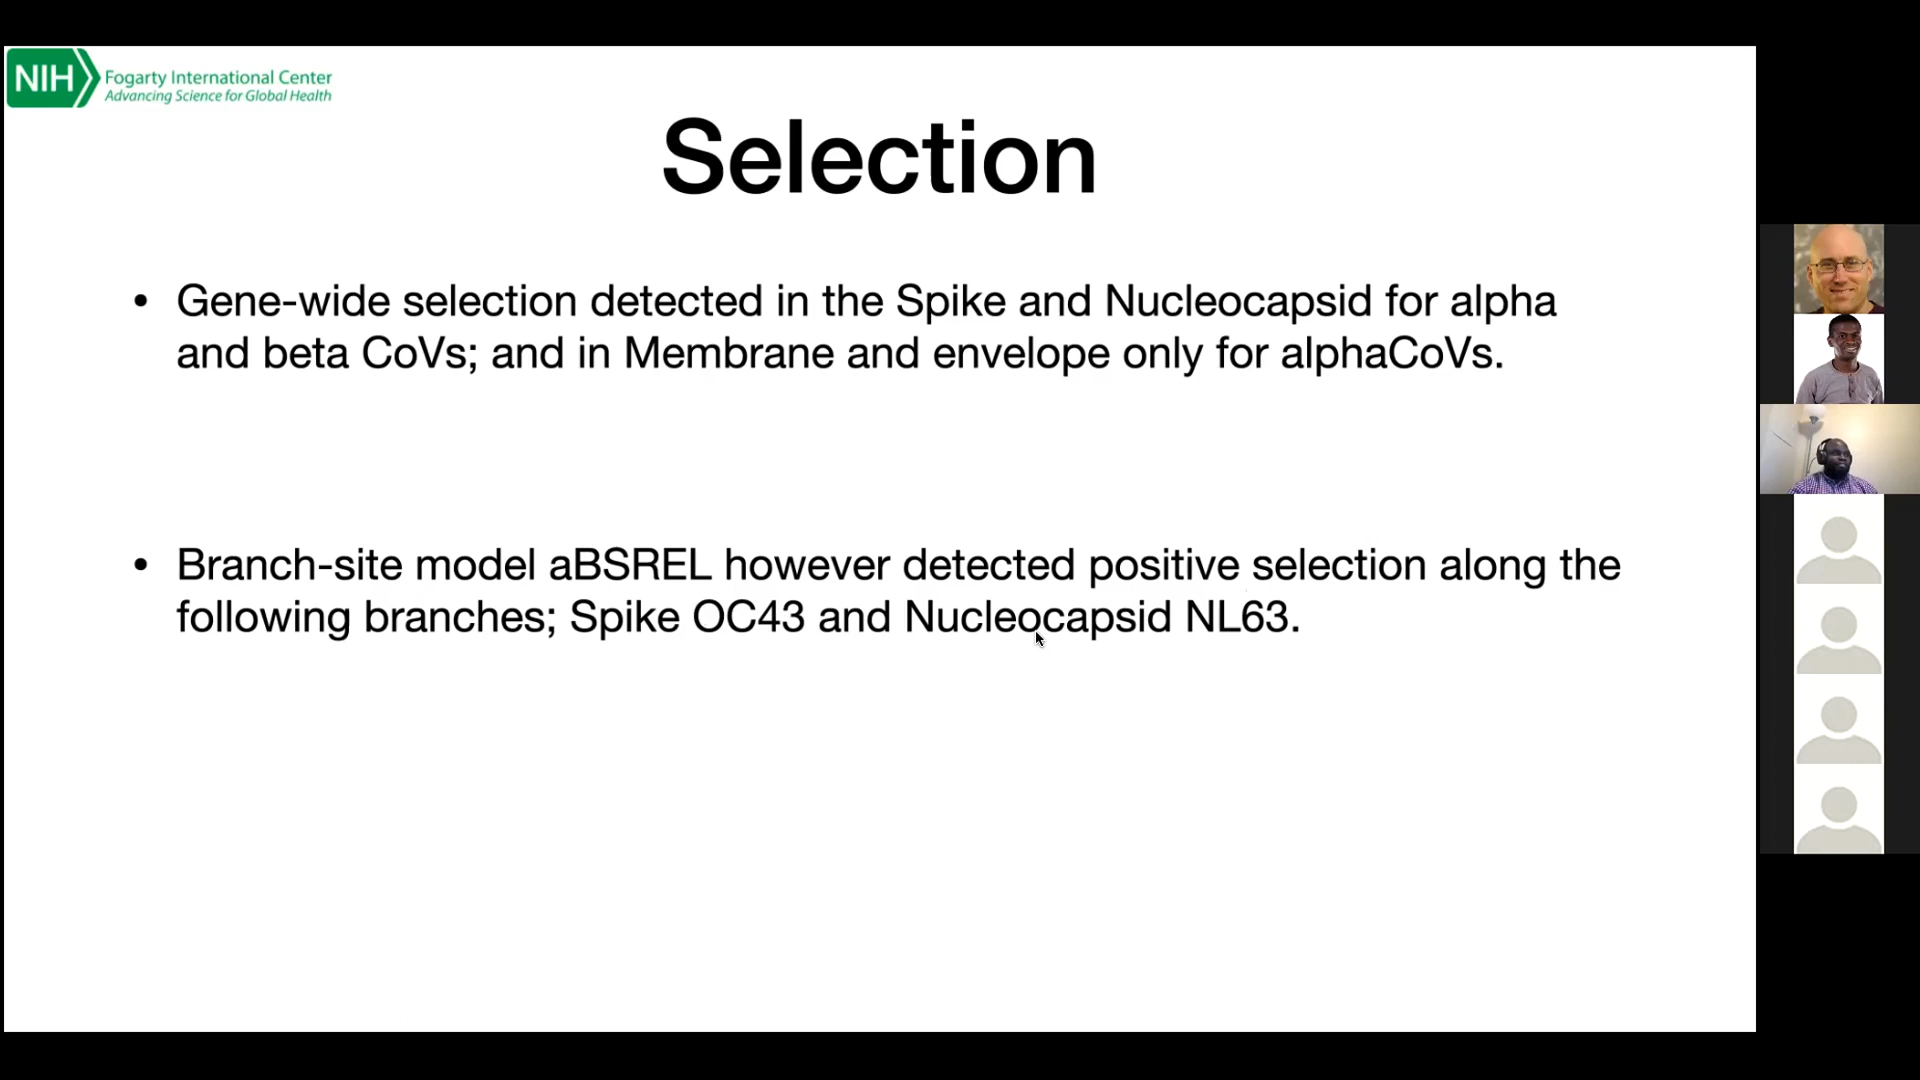 NIH Fogarty International Center
Advancing Science for Global Health
Selection
• Gene-wide selection detected in the Spike and Nucleocapsid for alpha
and beta CoVs; and in Membrane and envelope only for alphaCoVs.
• Branch-site model aBSREL however detected positive selection along the
following branches; Spike OC43 and Nucleocapsid NL63.